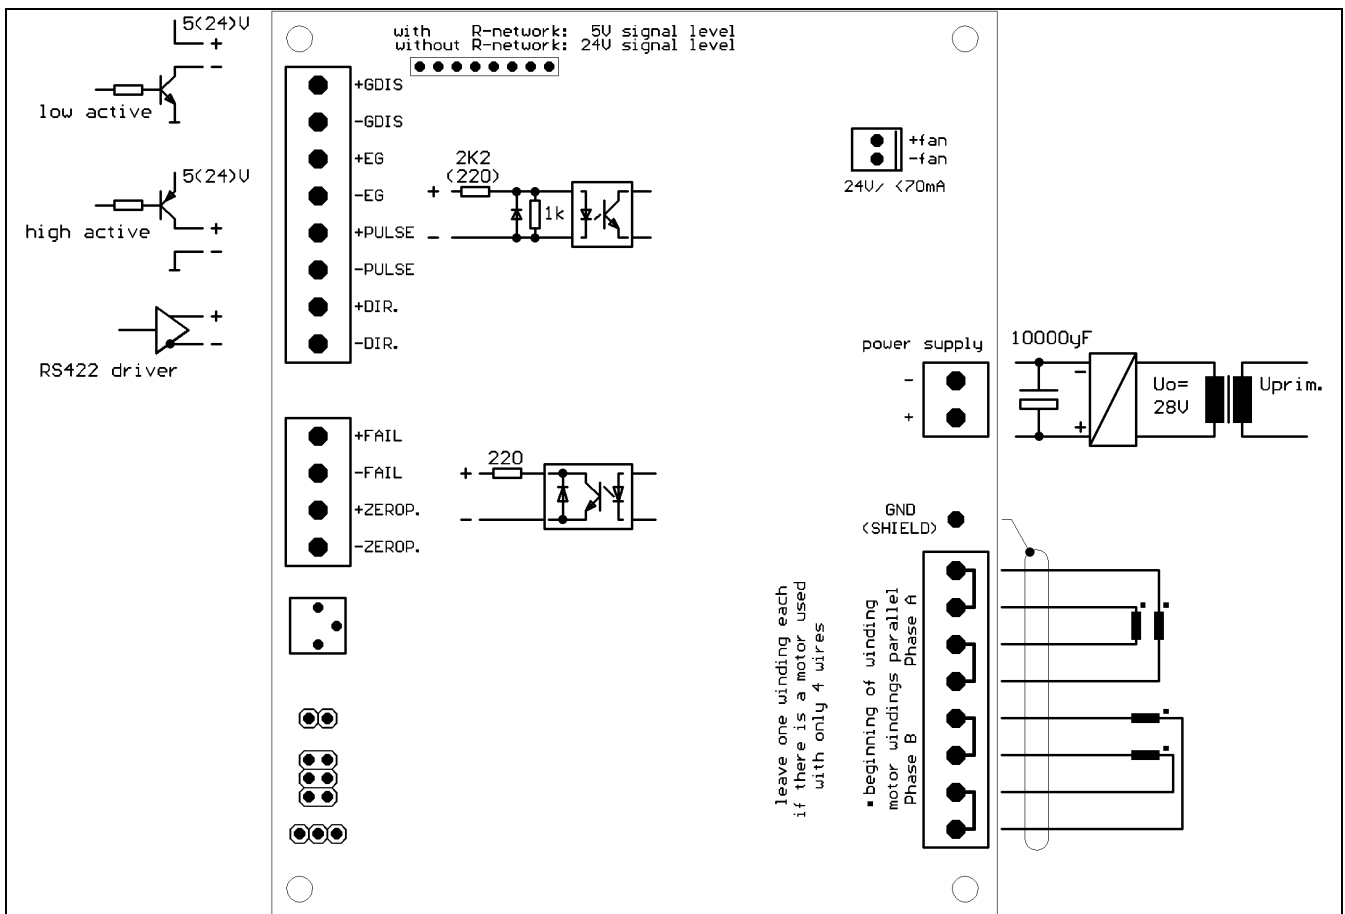 5(24)V
+
-
low active
5(24)V
+
-
high active
+
-
RS422 driver
with R-network: 5V signal level
without R-network: 24V signal level
+GDIS
-GDIS
+EG
-EG
+PULSE
-PULSE
+DIR.
-DIR.
2K2
(220)
+
-
1k
+fan
-fan
24V/ <70mA
power supply
-
+
10000yF
-
+
Uo=
28V
Uprim.
+FAIL
-FAIL
+ZEROP.
-ZEROP.
220
+
-
GND
(SHIELD)
leave one winding each
if there is a motor used
with only 4 wires
▪ beginning of winding
motor windings parallel
Phase A
Phase B